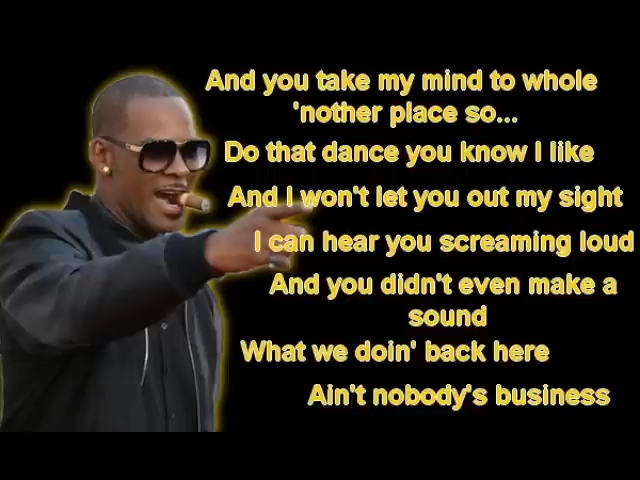 And you take my mind to whole
'nother place so...
Do that dance you know I like
And I won't let you out my sight
I can hear you screaming loud
And you didn't even make a
sound
What we doin' back here
Ain't nobody's business